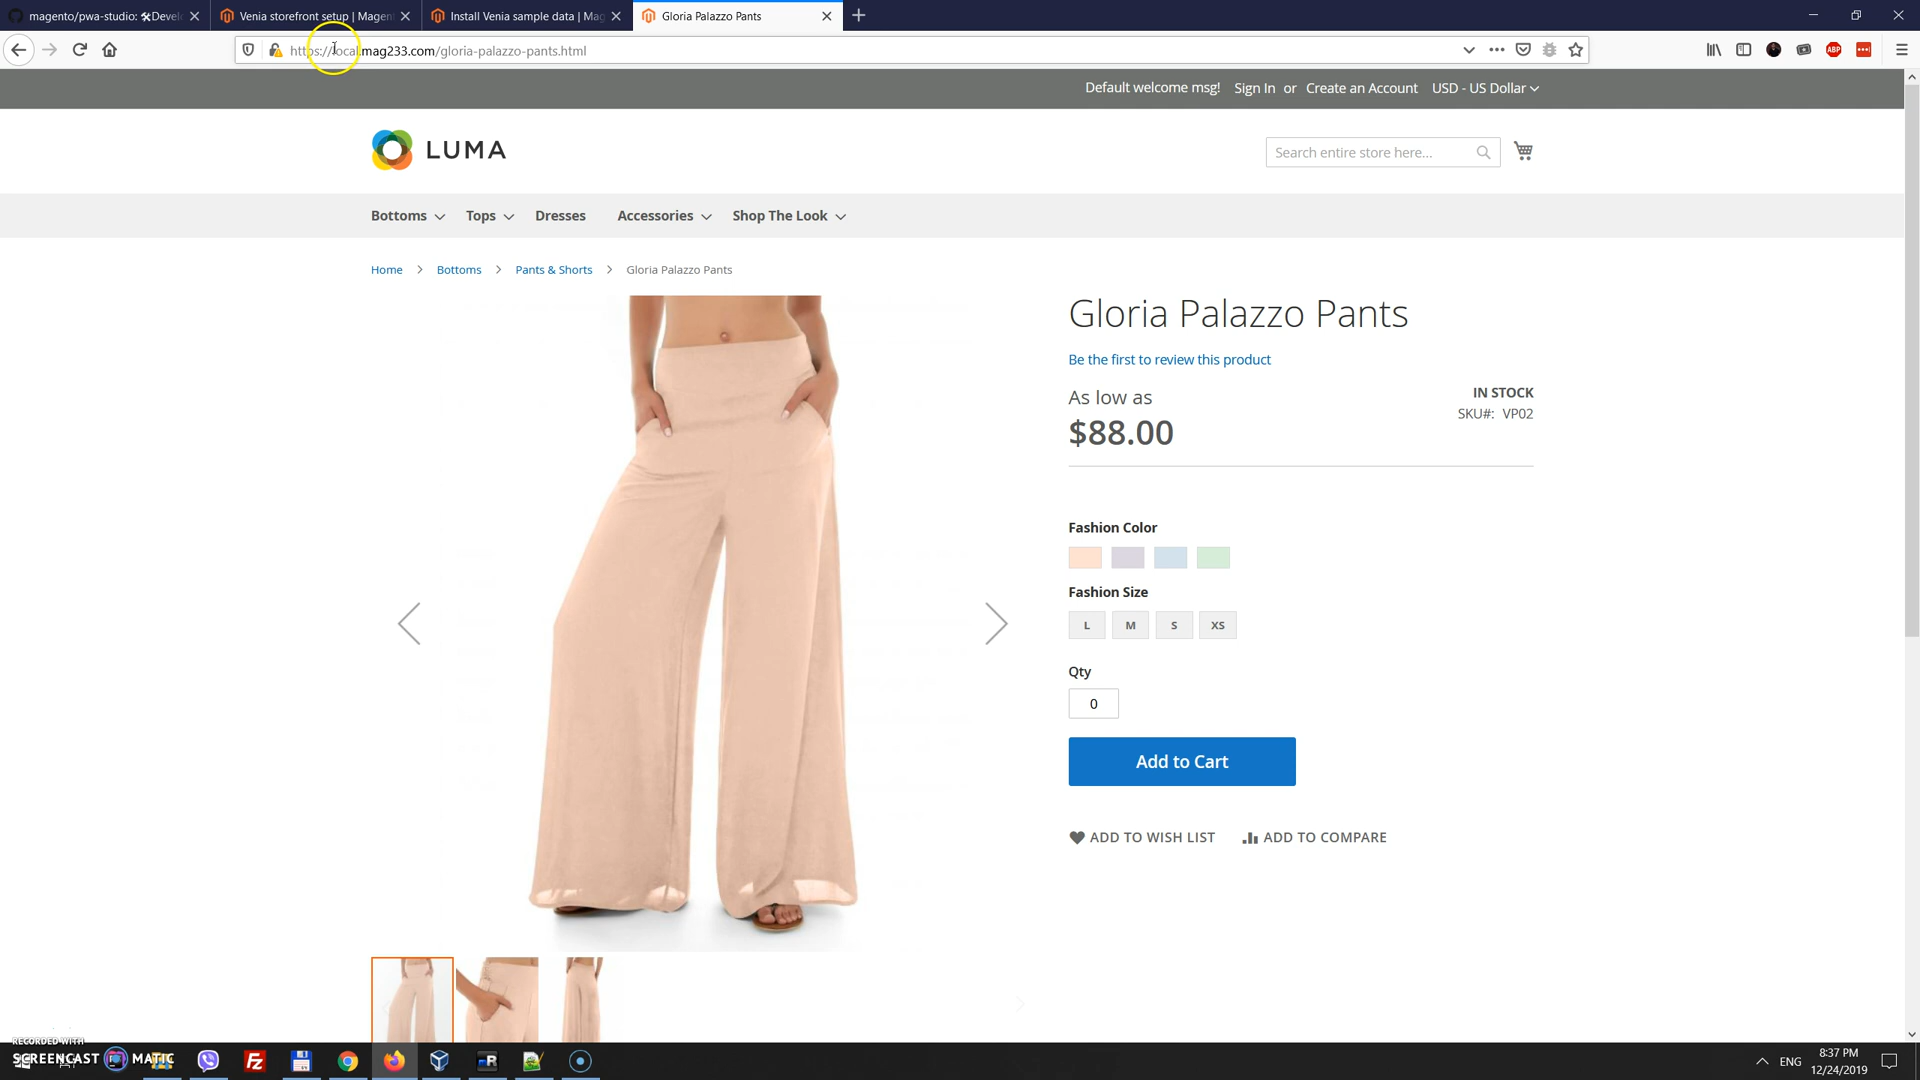 magento/pwa-studio: 🛠Devel
Venia storefront setup | Magent
Install Venia sample data | Mag
Gloria Palazzo Pants
https://local.mag233.com/gloria-palazzo-pants.html
ABP
Default welcome msg! Sign In or Create an Account USD - US Dollar
LUMA
Search entire store here...
Bottoms Tops Dresses Accessories Shop The Look
Home > Bottoms > Pants & Shorts > Gloria Palazzo Pants
Gloria Palazzo Pants
Be the first to review this product
As low as
$88.00
IN STOCK
SKU#: VP02
Fashion Color
Fashion Size
L M S XS
Qty
0
Add to Cart
ADD TO WISH LIST ADD TO COMPARE
RECORDED WITH
SCREENCAST MATIC
ENG
8:37 PM
12/24/2019